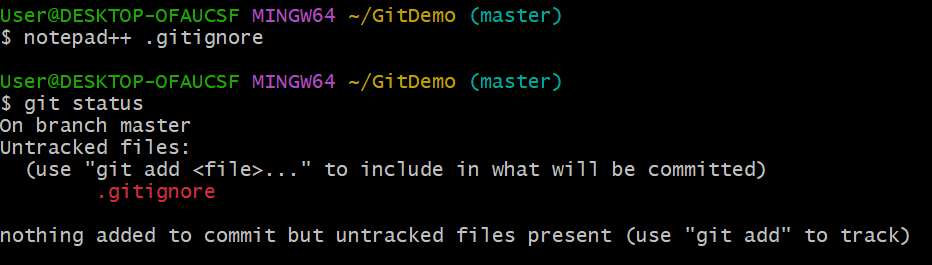 User@DESKTOP-OFAUCSF MINGW64 ~/GitDemo (master)
$ notepad++ .gitignore
User@DESKTOP-OFAUCSF MINGW64 ~/GitDemo (master)
$ git status
On branch master
Untracked files:
(use "git add <file>..." to include in what will be committed)
.gitignore
nothing added to commit but untracked files present (use "git add" to track)